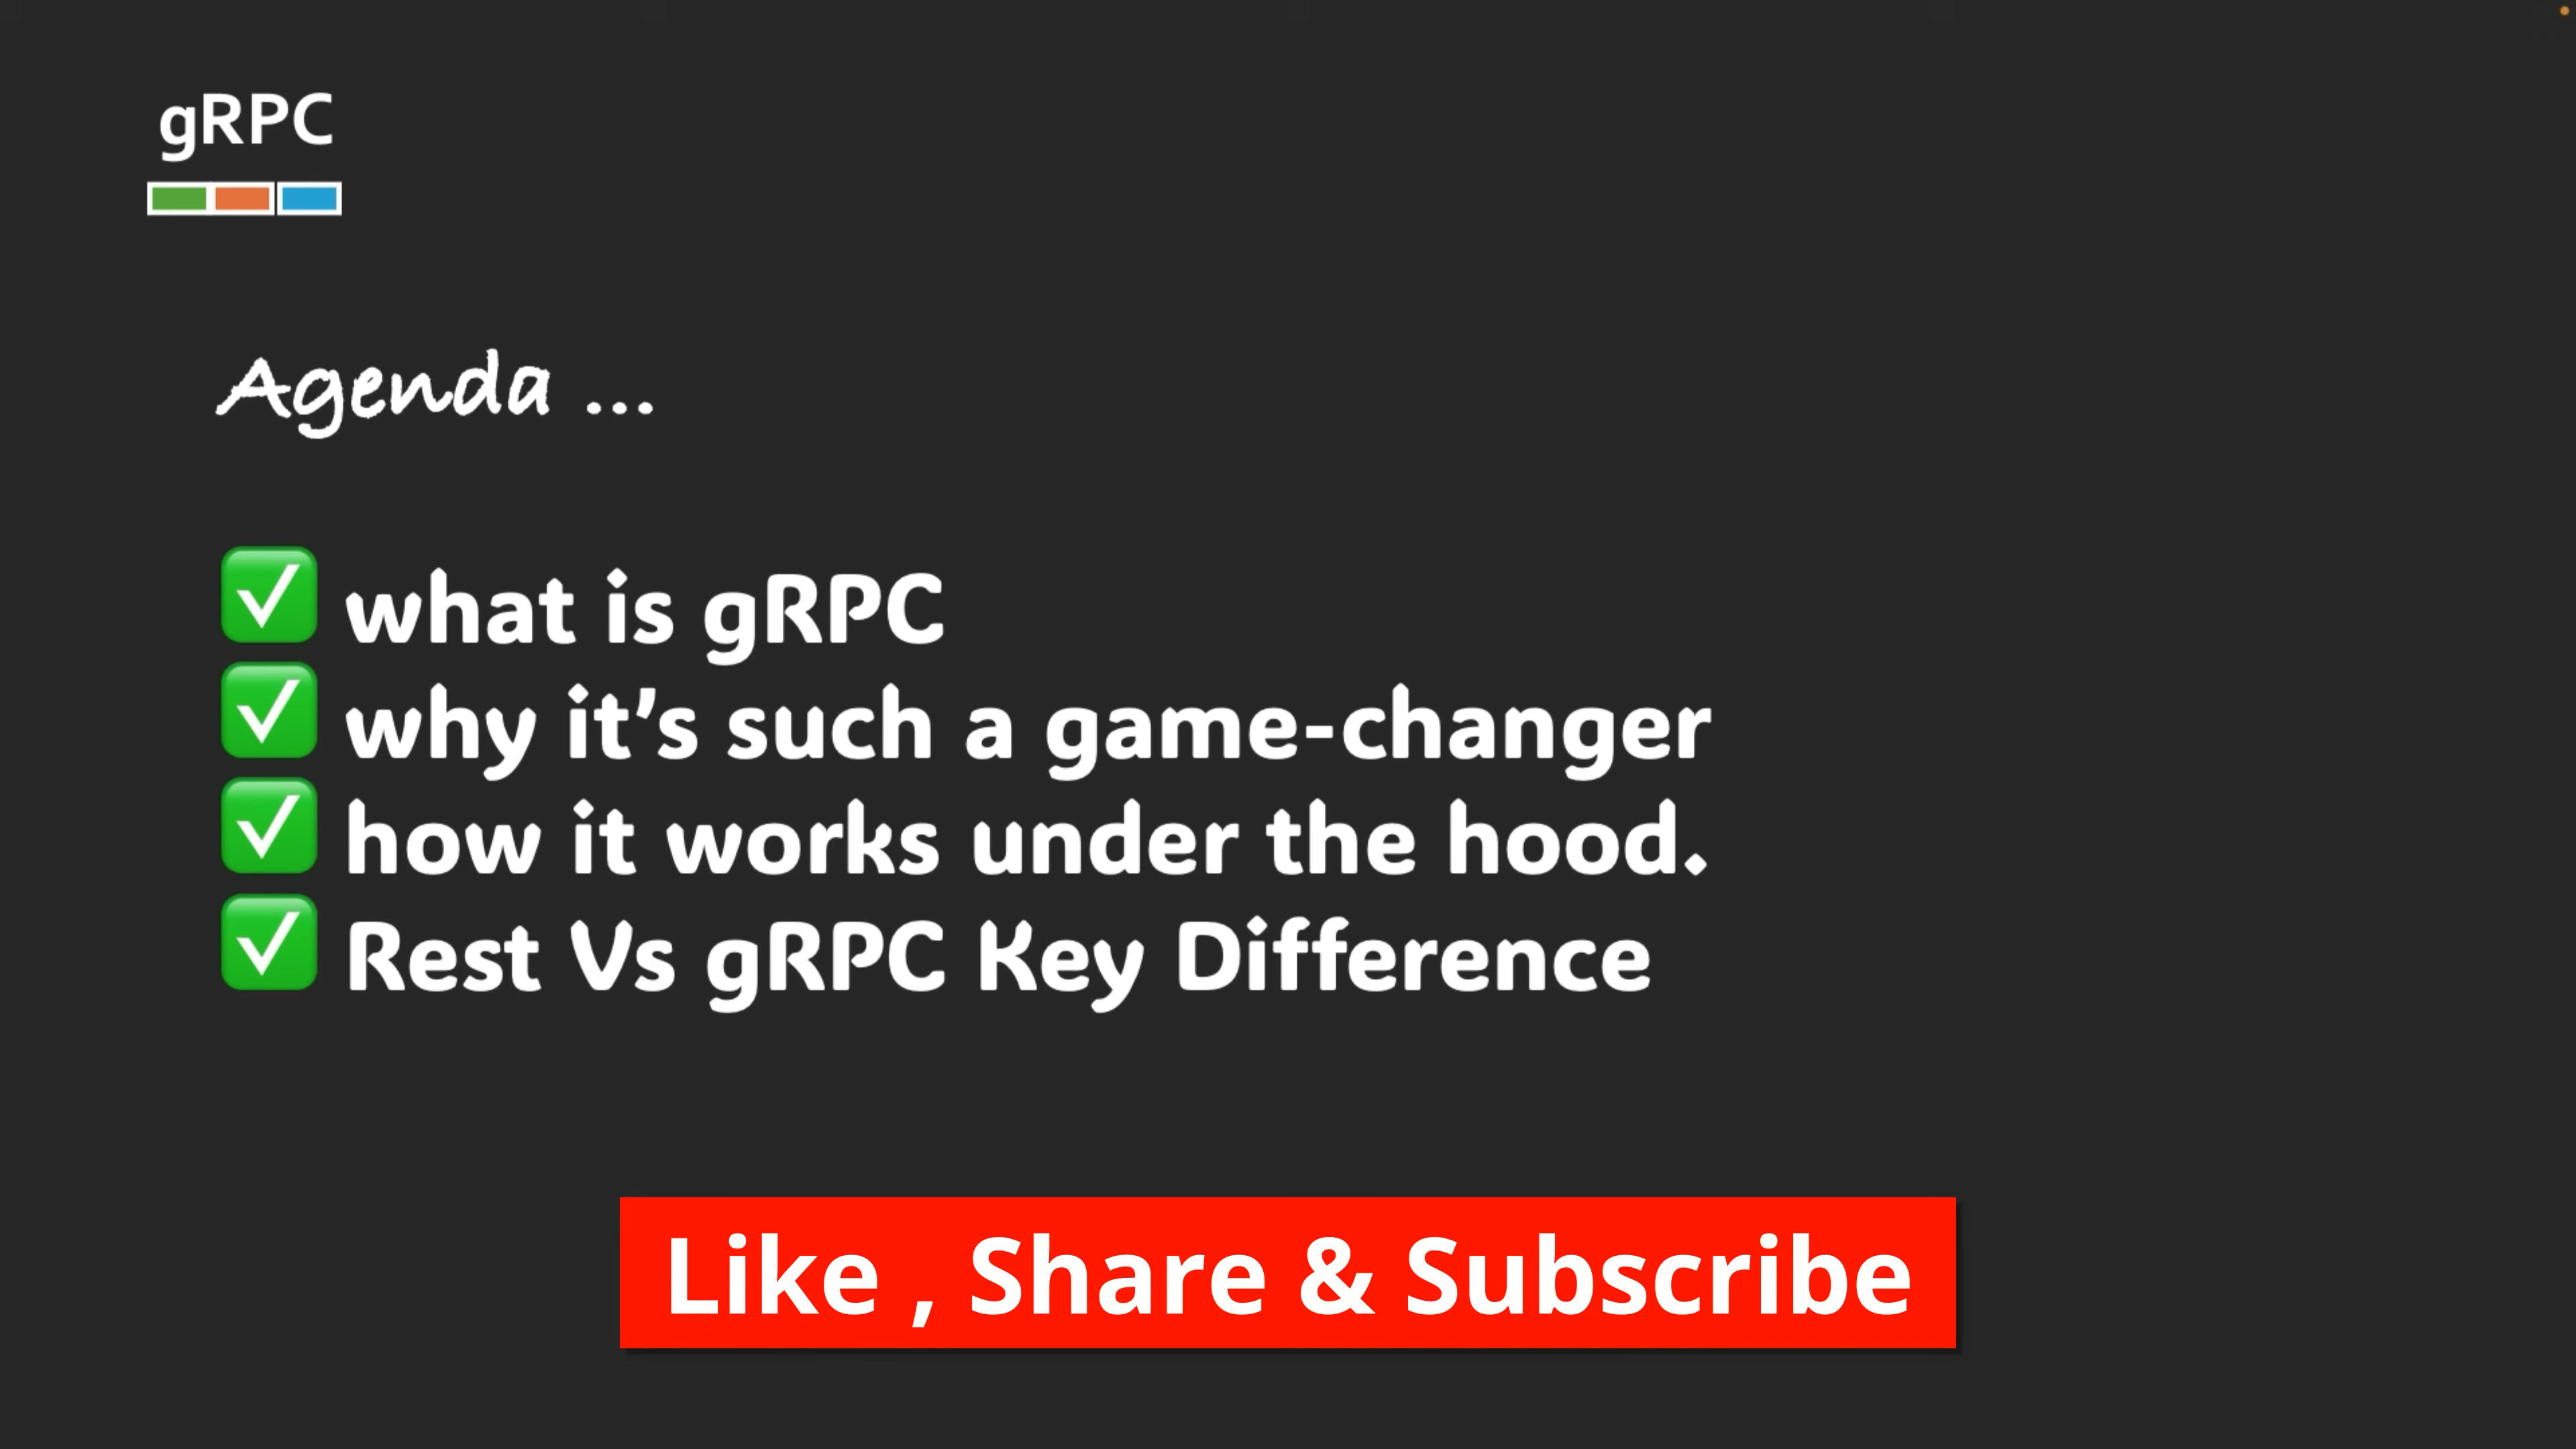 gRPC
Agenda ...
✅ what is gRPC
✅ why it’s such a game-changer
✅ how it works under the hood.
✅ Rest Vs gRPC Key Difference
Like , Share & Subscribe